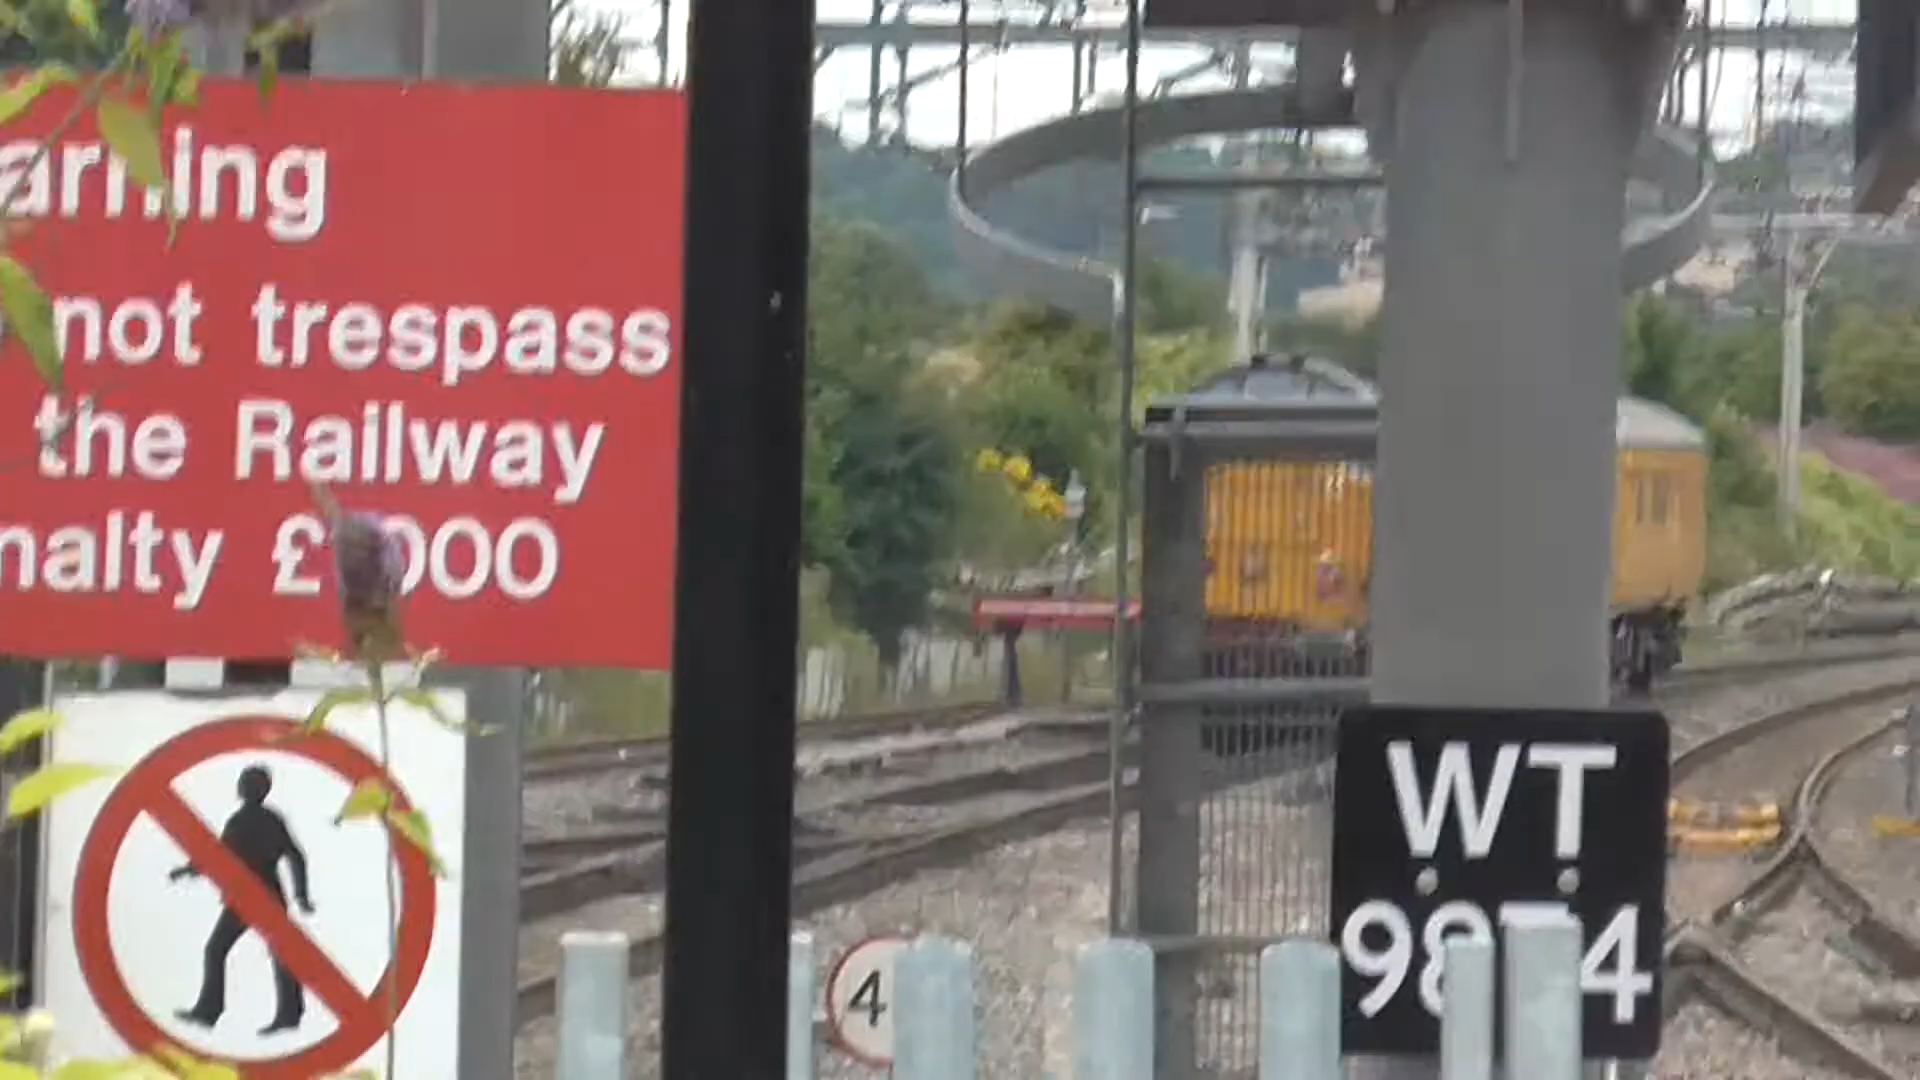 arning
not trespass
the Railway
nalty £ 000
4
WT
98 4